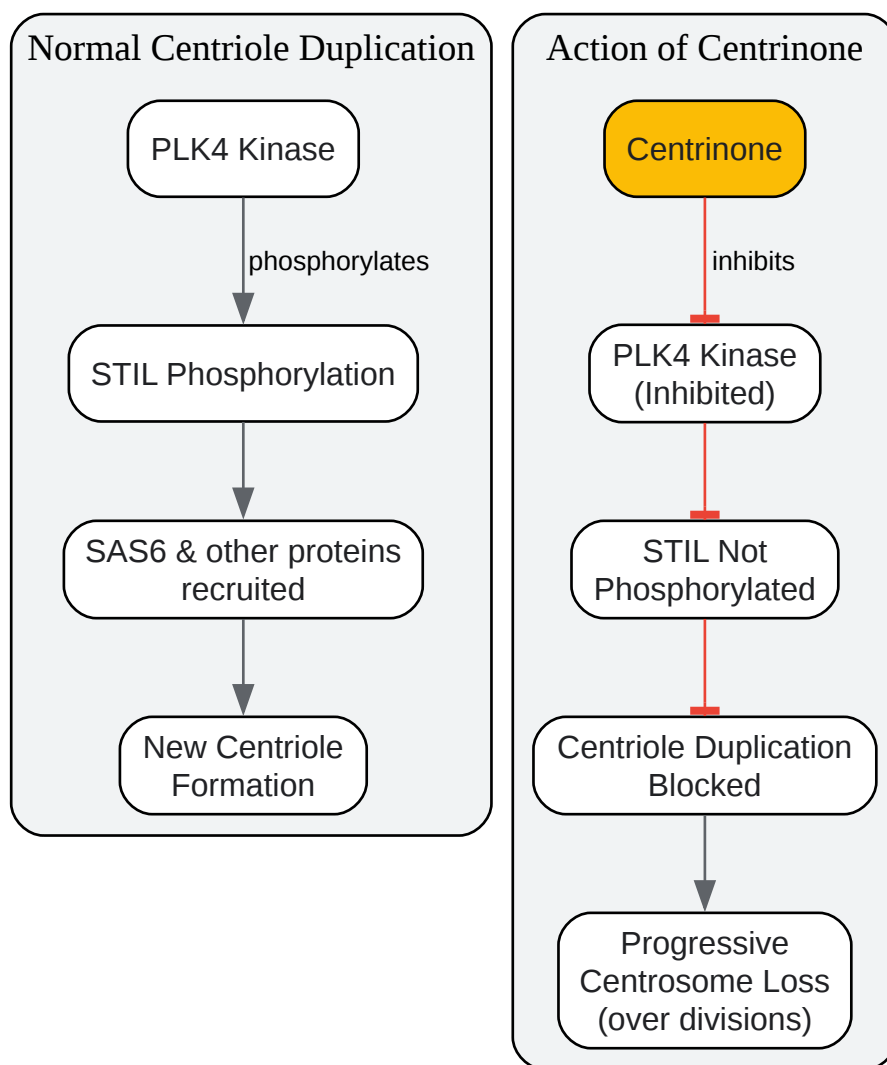 Normal Centriole Duplication
PLK4 Kinase
phosphorylates
STIL Phosphorylation
SAS6 & other proteins
recruited
New Centriole
Formation
Action of Centrinone
Centrinone
inhibits
PLK4 Kinase
(Inhibited)
STIL Not
Phosphorylated
Centriole Duplication
Blocked
Progressive
Centrosome Loss
(over divisions)